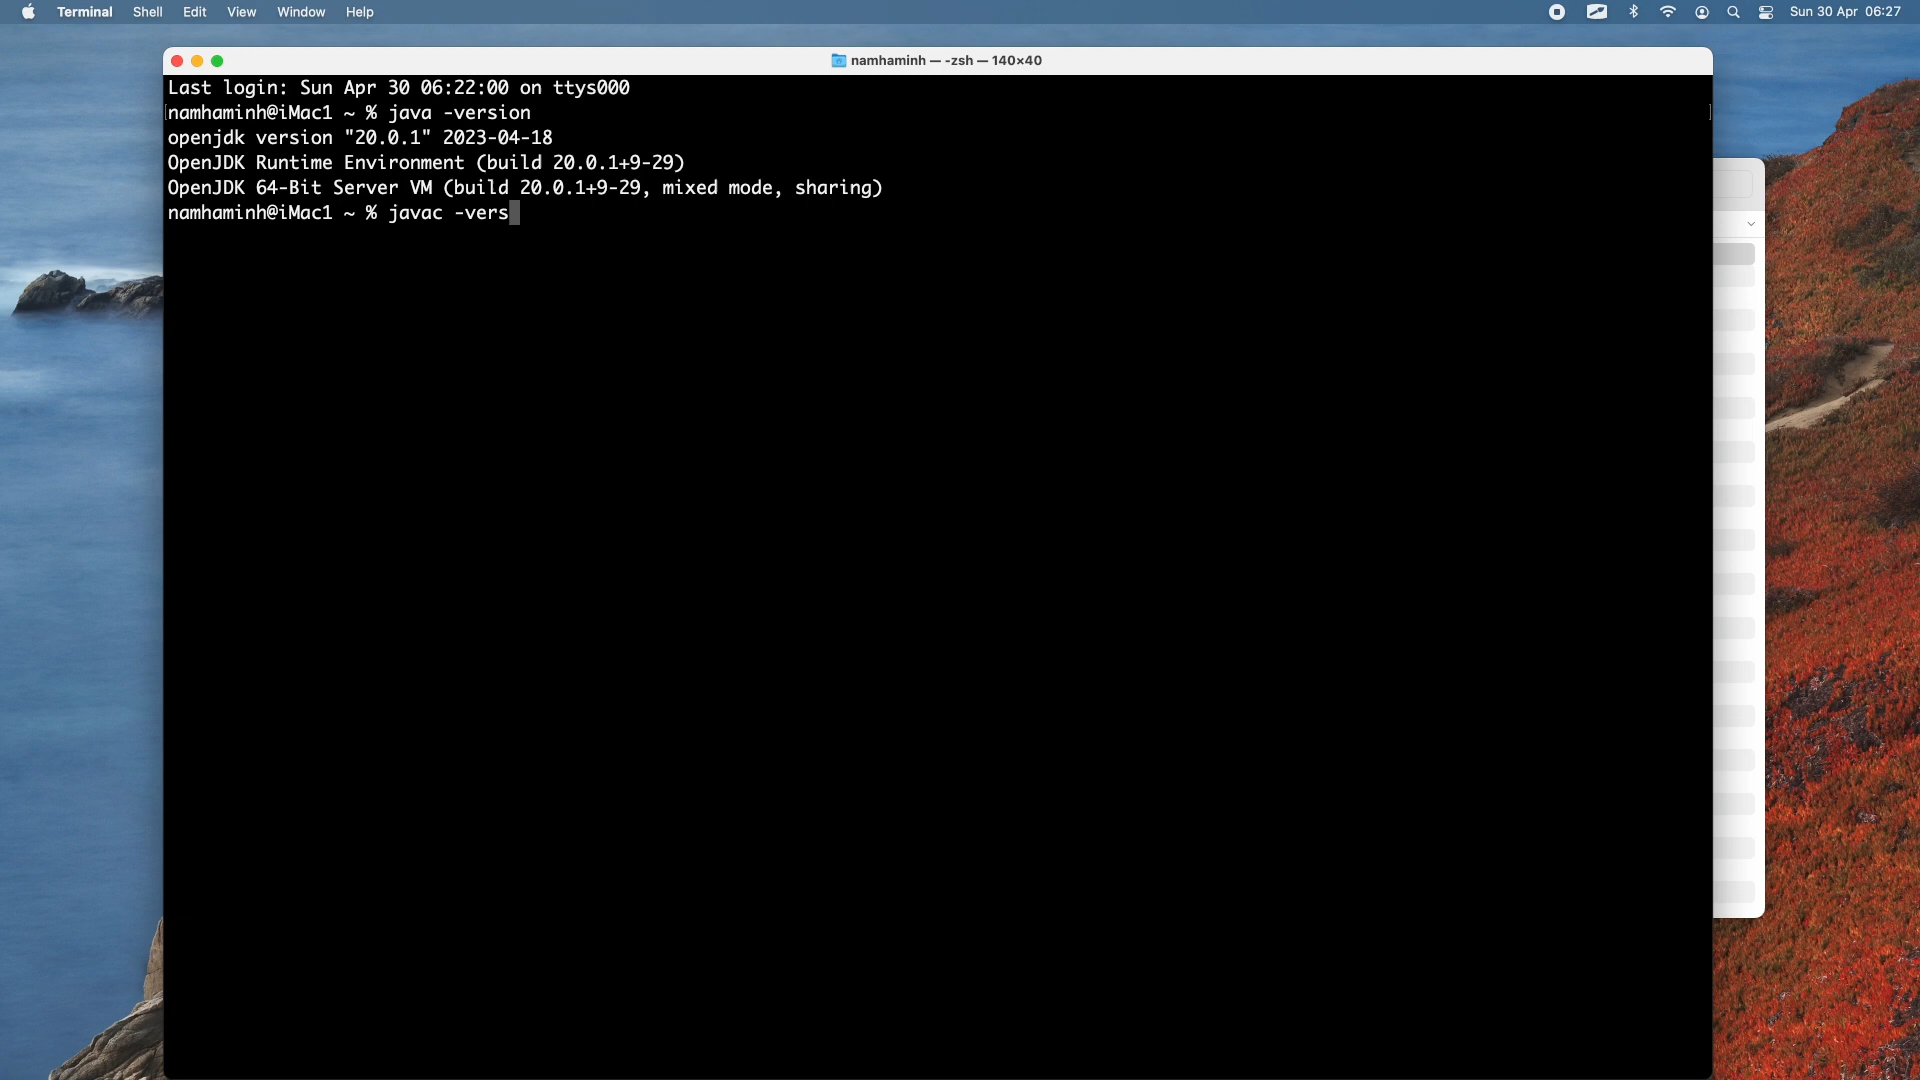 Terminal Shell Edit View Window Help Sun 30 Apr 06:27
namhaminh — -zsh — 140×40
Last login: Sun Apr 30 06:22:00 on ttys000
[namhaminh@iMac1 ~ % java -version ]
openjdk version "20.0.1" 2023-04-18
OpenJDK Runtime Environment (build 20.0.1+9-29)
OpenJDK 64-Bit Server VM (build 20.0.1+9-29, mixed mode, sharing)
namhaminh@iMac1 ~ % javac -vers